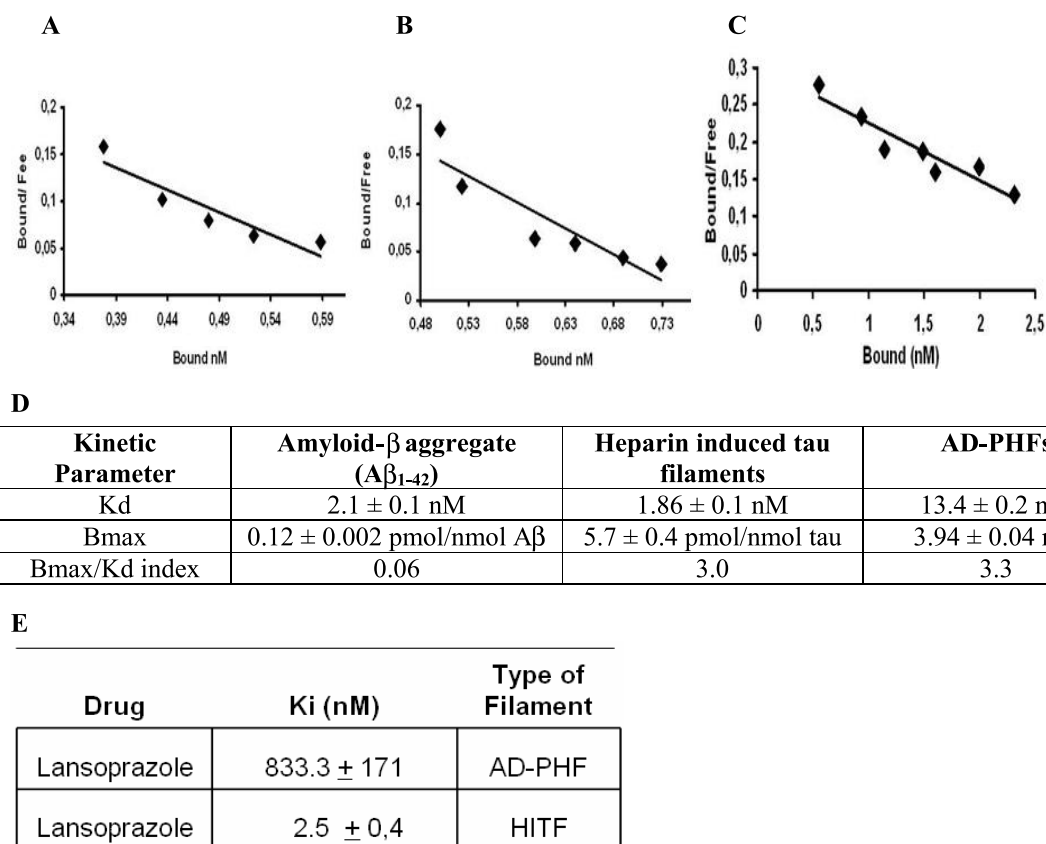 A
B
C
0,2
0,15
0,1
0,05
0
0,34
0,39
0,44
0,49
0,54
0,59
Bound/ Fee
Bound nM
0,2
0,15
0,1
0,05
0
0,48
0,53
0,58
0,63
0,68
0,73
Bound/Free
Bound nM
0,3
0,25
0,2
0,15
0,1
0,05
0
0
0,5
1
1,5
2
2,5
Bound/Free
Bound (nM)
D
Kinetic Parameter
Amyloid-β aggregate (Aβ1-42)
Heparin induced tau filaments
AD-PHFs
Kd
2.1 ± 0.1 nM
1.86 ± 0.1 nM
13.4 ± 0.2
Bmax
0.12 ± 0.002 pmol/nmol Aβ
5.7 ± 0.4 pmol/nmol tau
3.94 ± 0.04
Bmax/Kd index
0.06
3.0
3.3
E
Drug
Ki (nM)
Type of
Filament
Lansoprazole
833.3 ± 171
AD-PHF
Lansoprazole
2.5 ± 0,4
HITF